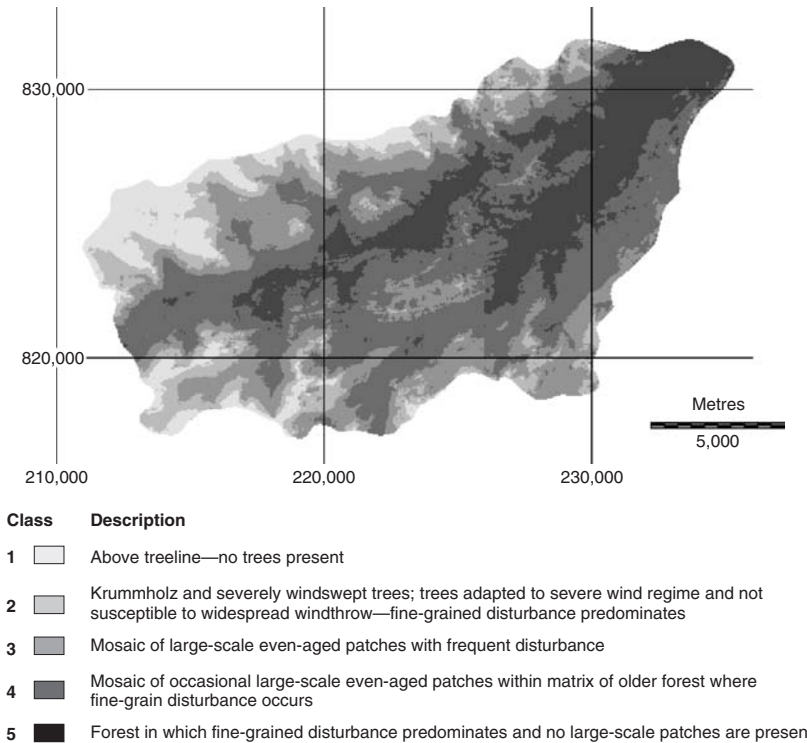 830,000
820,000
Metres
5,000
210,000
220,000
230,000
Class Description
1 Above treeline—no trees present
2 Krummholz and severely windswept trees; trees adapted to severe wind regime and not
susceptible to widespread windthrow—fine-grained disturbance predominates
3 Mosaic of large-scale even-aged patches with frequent disturbance
4 Mosaic of occasional large-scale even-aged patches within matrix of older forest where
fine-grain disturbance occurs
5 Forest in which fine-grained disturbance predominates and no large-scale patches are presen